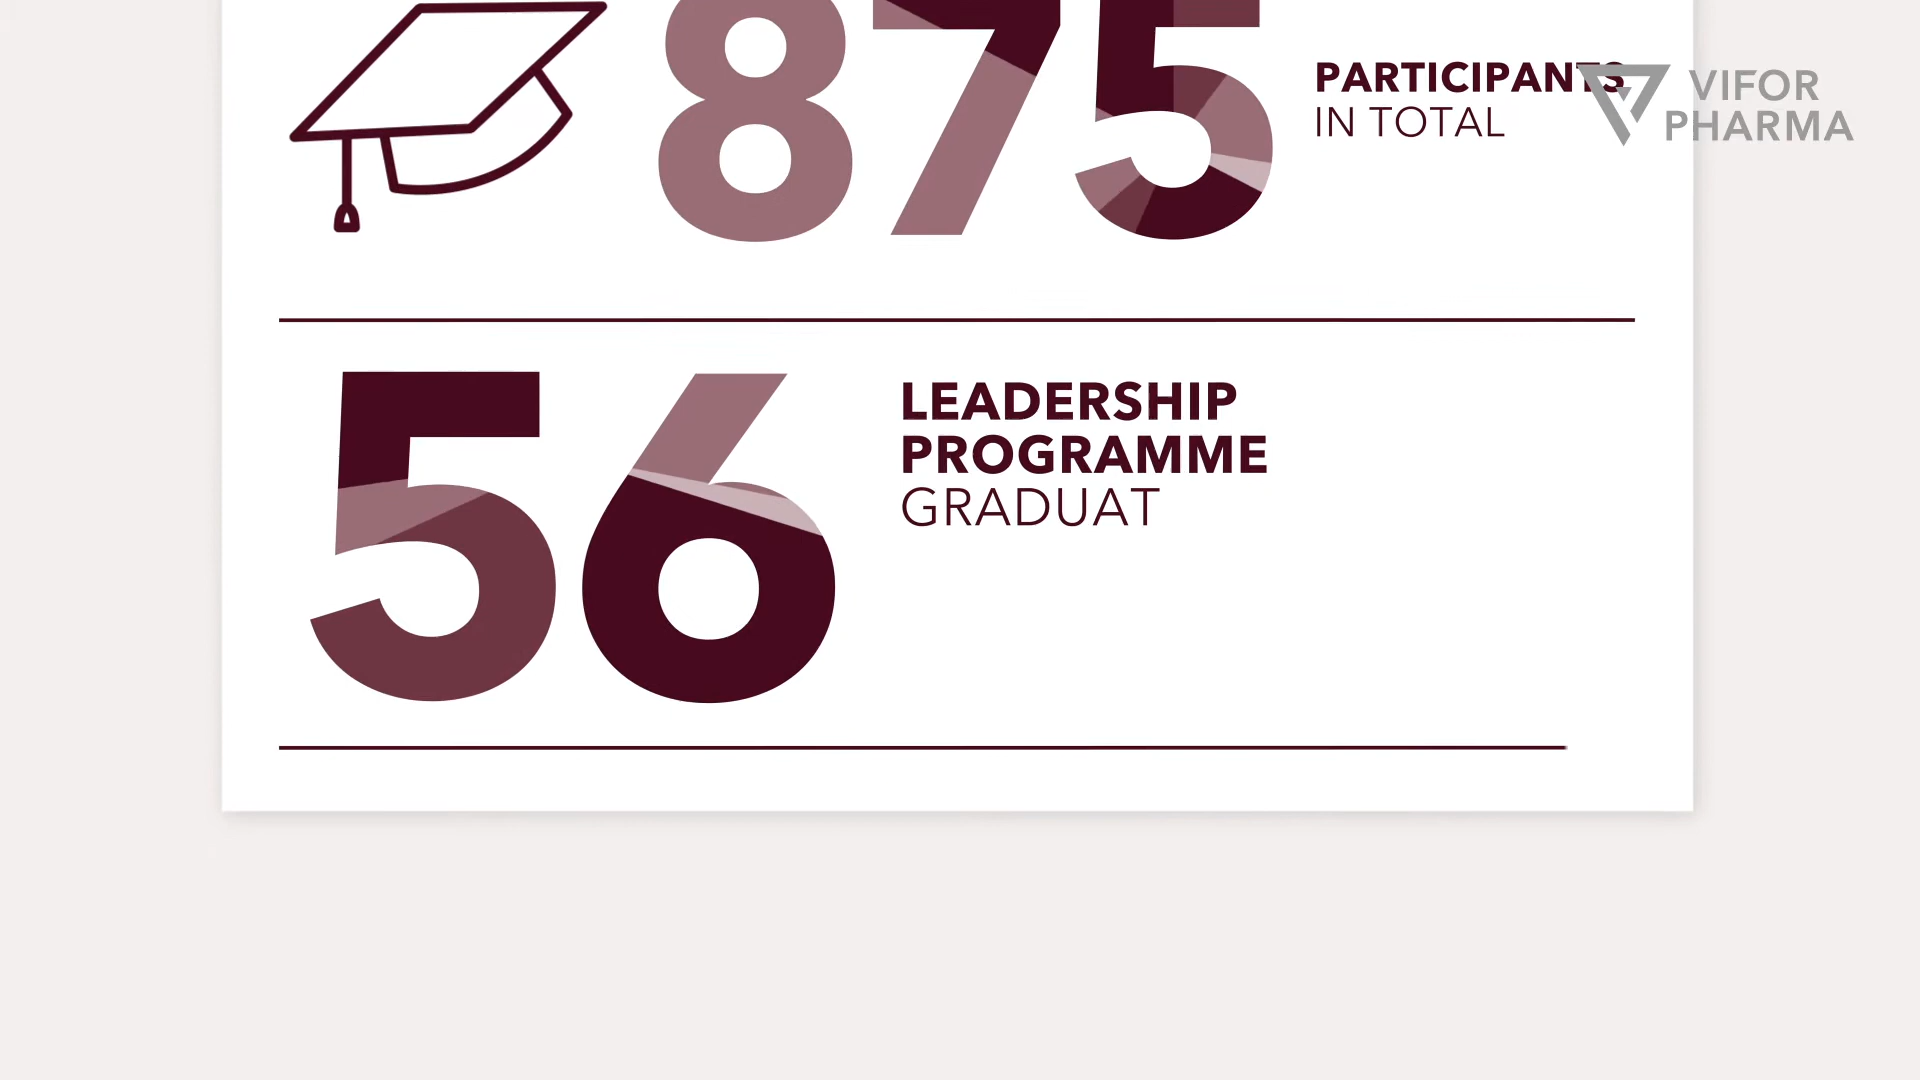 875
PARTICIPANTS
IN TOTAL
VIFOR
PHARMA
56
LEADERSHIP
PROGRAMME
GRADUAT